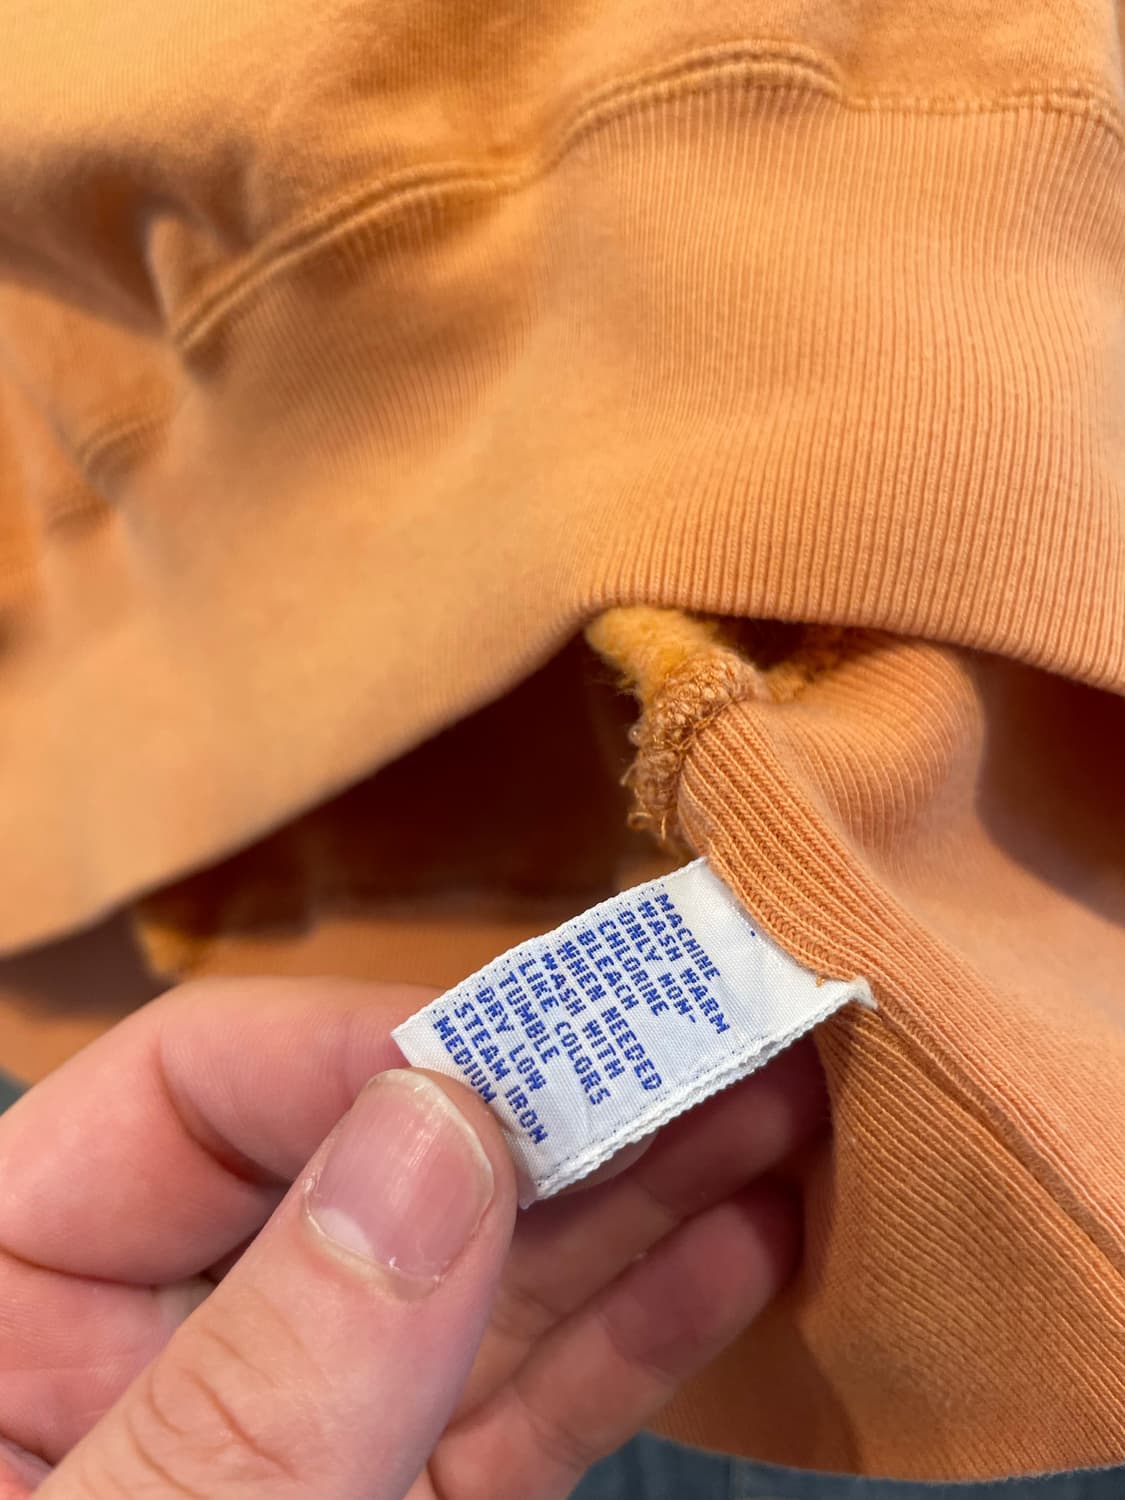 MACHINE
WASH WARM
ONLY NON-
CHLORINE
BLEACH
WHEN NEEDED
WASH WITH
LIKE COLORS
TUMBLE
DRY LOW
STEAM IRON
MEDIUM